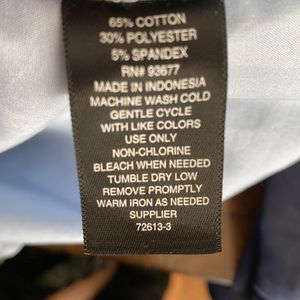 65% COTTON
30% POLYESTER
5% SPANDEX
RN# 93677
MADE IN INDONESIA
MACHINE WASH COLD
GENTLE CYCLE
WITH LIKE COLORS
USE ONLY
NON-CHLORINE
BLEACH WHEN NEEDED
TUMBLE DRY LOW
REMOVE PROMPTLY
WARM IRON AS NEEDED
SUPPLIER
72613-3